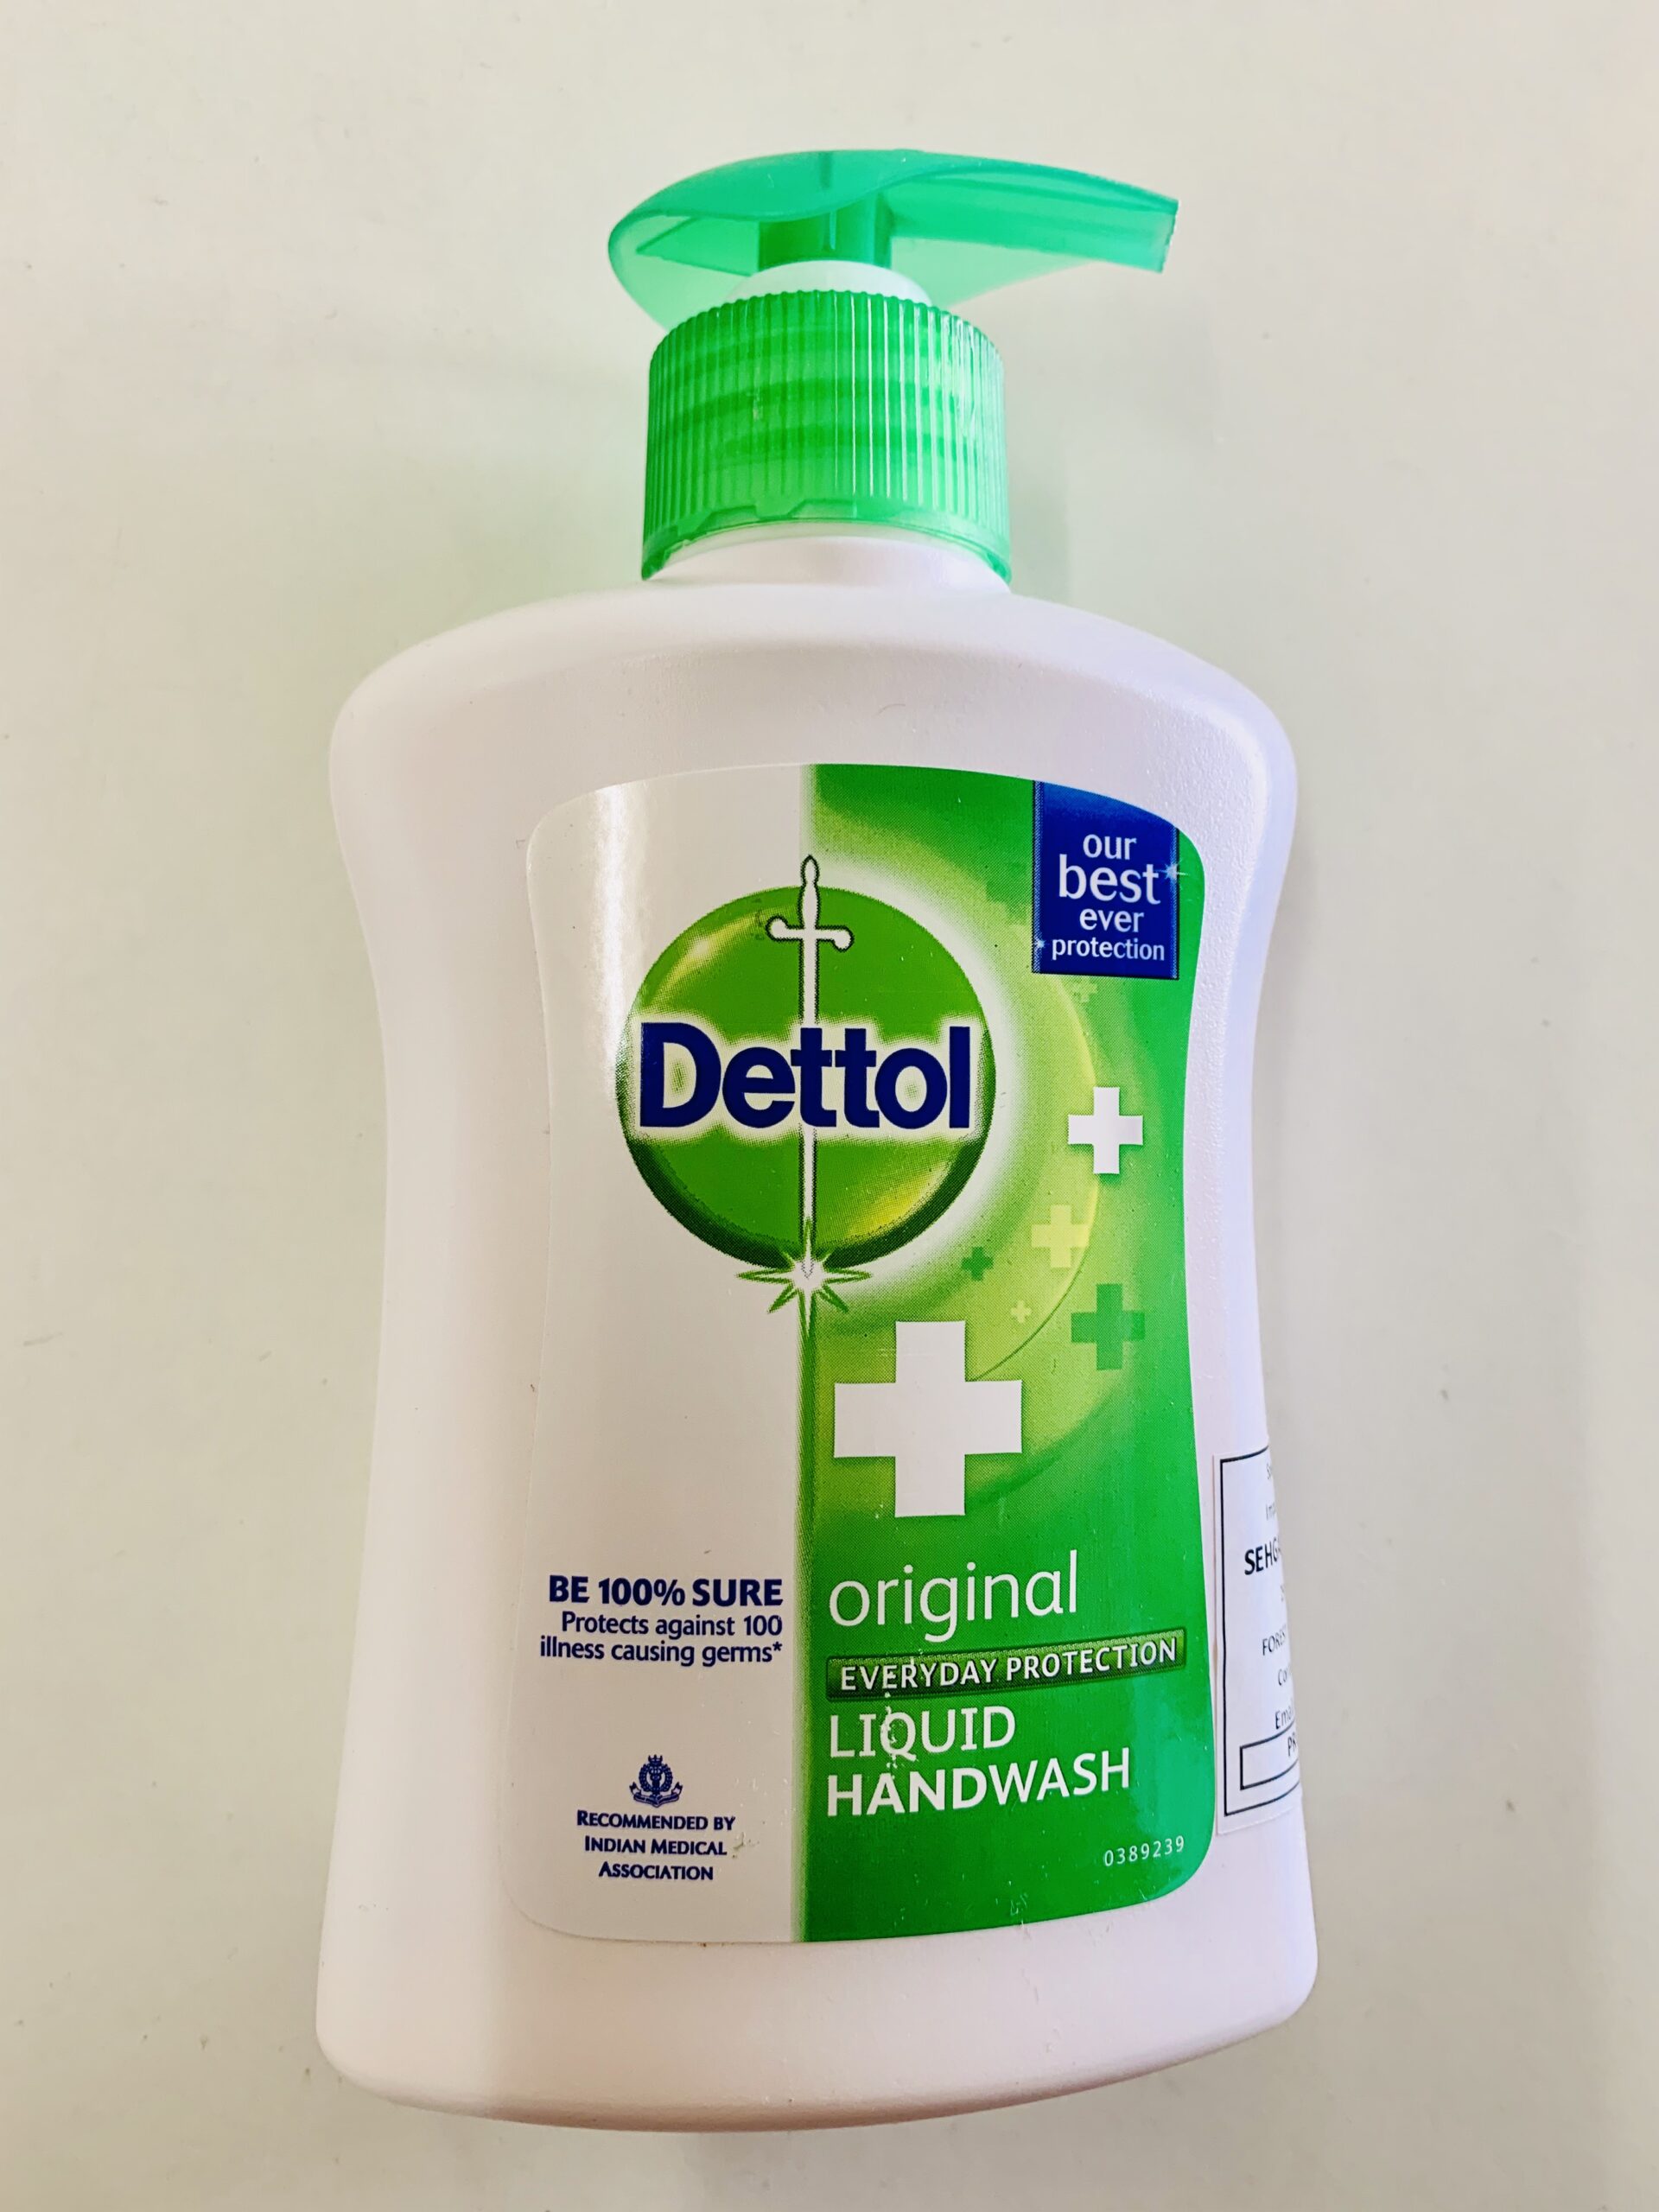 our
best
ever
protection
Dettol
original
EVERYDAY PROTECTION
LIQUID
HANDWASH
0389239
BE 100% SURE
Protects against 100
illness causing germs*
RECOMMENDED BY
INDIAN MEDICAL
ASSOCIATION